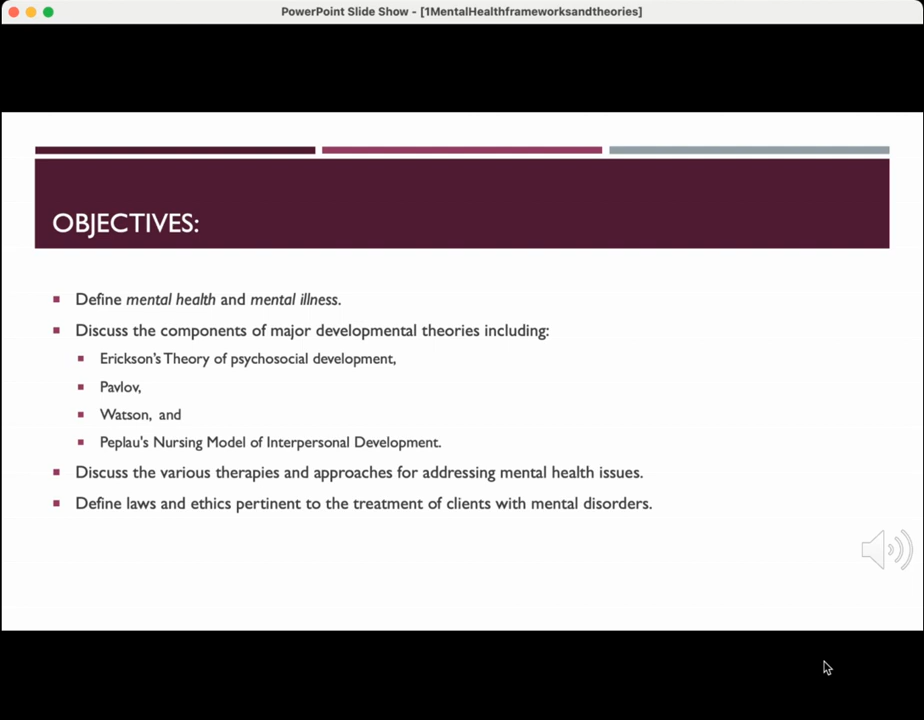 PowerPoint Slide Show - [1MentalHealthframeworksandtheories]
OBJECTIVES:
Define mental health and mental illness.
Discuss the components of major developmental theories including:
Erickson's Theory of psychosocial development,
Pavlov,
Watson, and
Peplau's Nursing Model of Interpersonal Development.
Discuss the various therapies and approaches for addressing mental health issues.
Define laws and ethics pertinent to the treatment of clients with mental disorders.